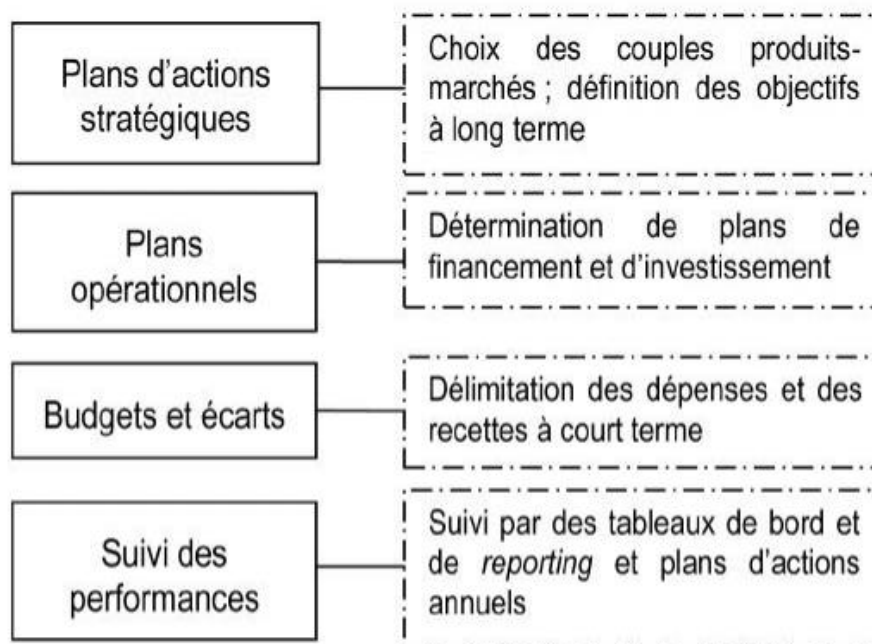 Plans d'actions
stratégiques
Choix des couples produits-
marchés ; définition des objectifs
à long terme
Plans
opérationnels
Détermination de plans de
financement et d'investissement
Budgets et écarts
Délimitation des dépenses et des
recettes à court terme
Suivi des
performances
Suivi par des tableaux de bord et
de reporting et plans d'actions
annuels